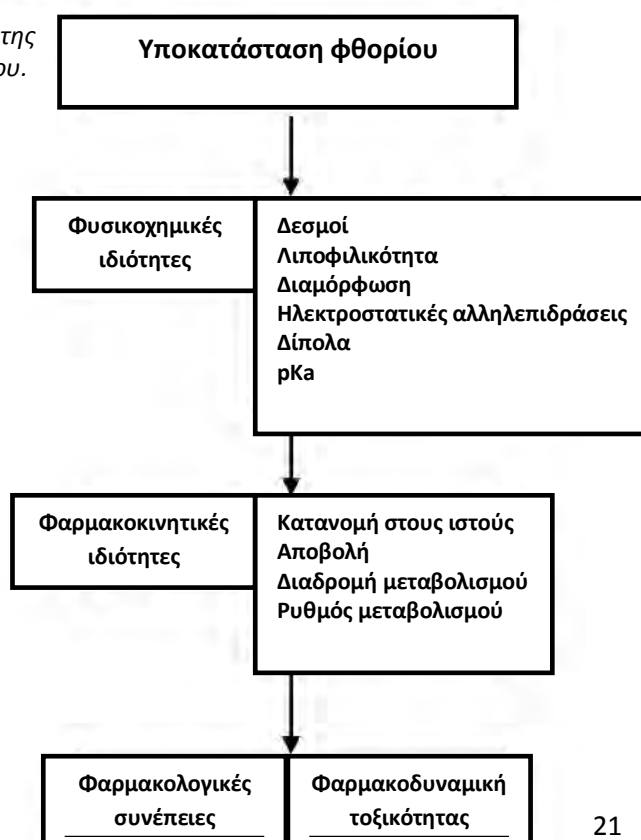 της
ου.
Υποκατάσταση φθορίου
Φυσικοχημικές
ιδιότητες
Δεσμοί
Λιποφιλικότητα
Διαμόρφωση
Ηλεκτροστατικές αλληλεπιδράσεις
Δίπολα
pKa
Φαρμακοκινητικές
ιδιότητες
Κατανομή στους ιστούς
Αποβολή
Διαδρομή μεταβολισμού
Ρυθμός μεταβολισμού
Φαρμακολογικές
συνέπειες
Φαρμακοδυναμική
τοξικότητας
21